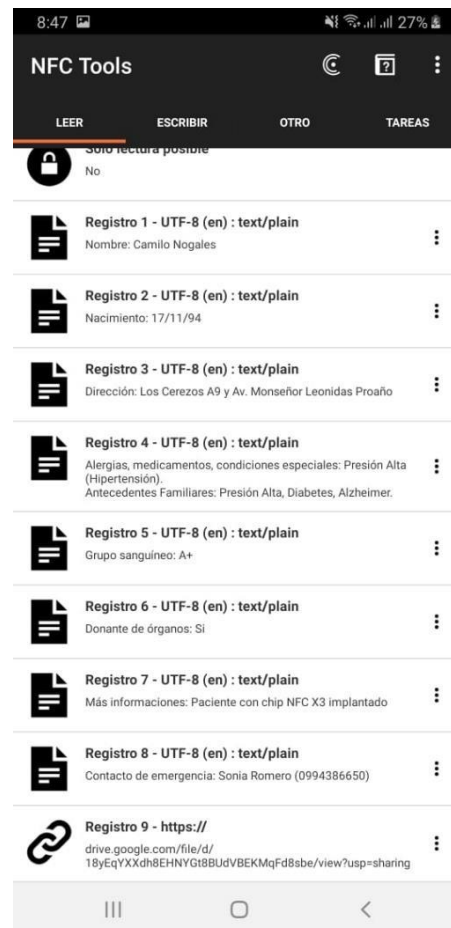 8:47 27%
NFC Tools
LEER ESCRIBIR OTRO TAREAS
Solo lectura posible
No
Registro 1 - UTF-8 (en) : text/plain
Nombre: Camilo Nogales
Registro 2 - UTF-8 (en) : text/plain
Nacimiento: 17/11/94
Registro 3 - UTF-8 (en) : text/plain
Dirección: Los Cerezos A9 y Av. Monseñor Leonidas Proaño
Registro 4 - UTF-8 (en) : text/plain
Alergias, medicamentos, condiciones especiales: Presión Alta
(Hipertensión).
Antecedentes Familiares: Presión Alta, Diabetes, Alzheimer.
Registro 5 - UTF-8 (en) : text/plain
Grupo sanguíneo: A+
Registro 6 - UTF-8 (en) : text/plain
Donante de órganos: Si
Registro 7 - UTF-8 (en) : text/plain
Más informaciones: Paciente con chip NFC X3 implantado
Registro 8 - UTF-8 (en) : text/plain
Contacto de emergencia: Sonia Romero (0994386650)
Registro 9 - https://
drive.google.com/file/d/
18yEqYXXdh8EHNYGt8BUdVBEKMqFd8sbe/view?usp=sharing